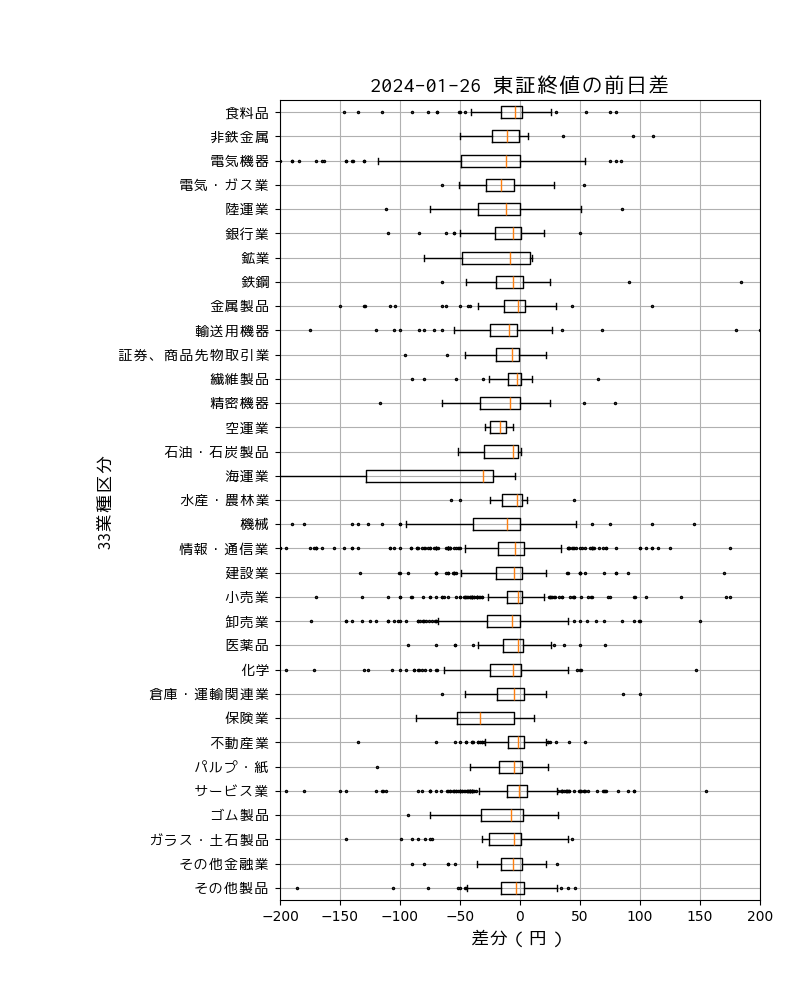 2024-01-26 東証終値の前日差
食料品
非鉄金属
電気機器
電気・ガス業
陸運業
銀行業
鉱業
鉄鋼
金属製品
輸送用機器
証券、商品先物取引業
繊維製品
精密機器
空運業
石油・石炭製品
海運業
水産・農林業
機械
情報・通信業
建設業
小売業
卸売業
医薬品
化学
倉庫・運輸関連業
保険業
不動産業
パルプ・紙
サービス業
ゴム製品
ガラス・土石製品
その他金融業
その他製品
33業種区分
−200 −150 −100 −50 0 50 100 150 200
差分（円）